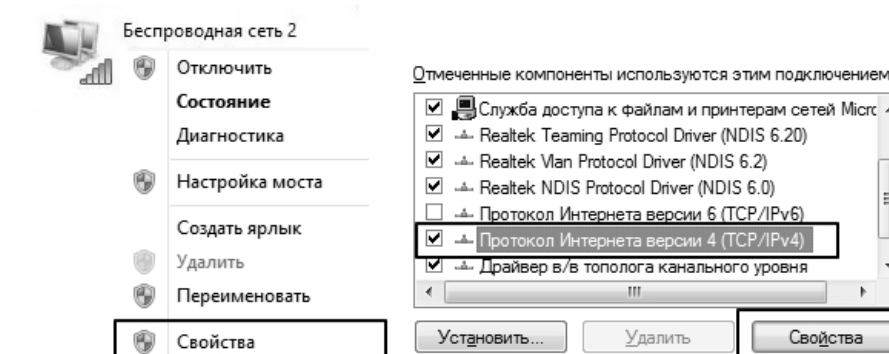 Беспроводная сеть 2
Отключить
Состояние
Диагностика
Настройка моста
Создать ярлык
Удалить
Переименовать
Свойства
Отмеченные компоненты используются этим подключением
Служба доступа к файлам и принтерам сетей Micro
Realtek Teaming Protocol Driver (NDIS 6.20)
Realtek Vlan Protocol Driver (NDIS 6.2)
Realtek NDIS Protocol Driver (NDIS 6.0)
Протокол Интернета версии 6 (TCP/IPv6)
Протокол Интернета версии 4 (TCP/IPv4)
Драйвер в/в тополога канального уровня
Установить... Удалить Свойства